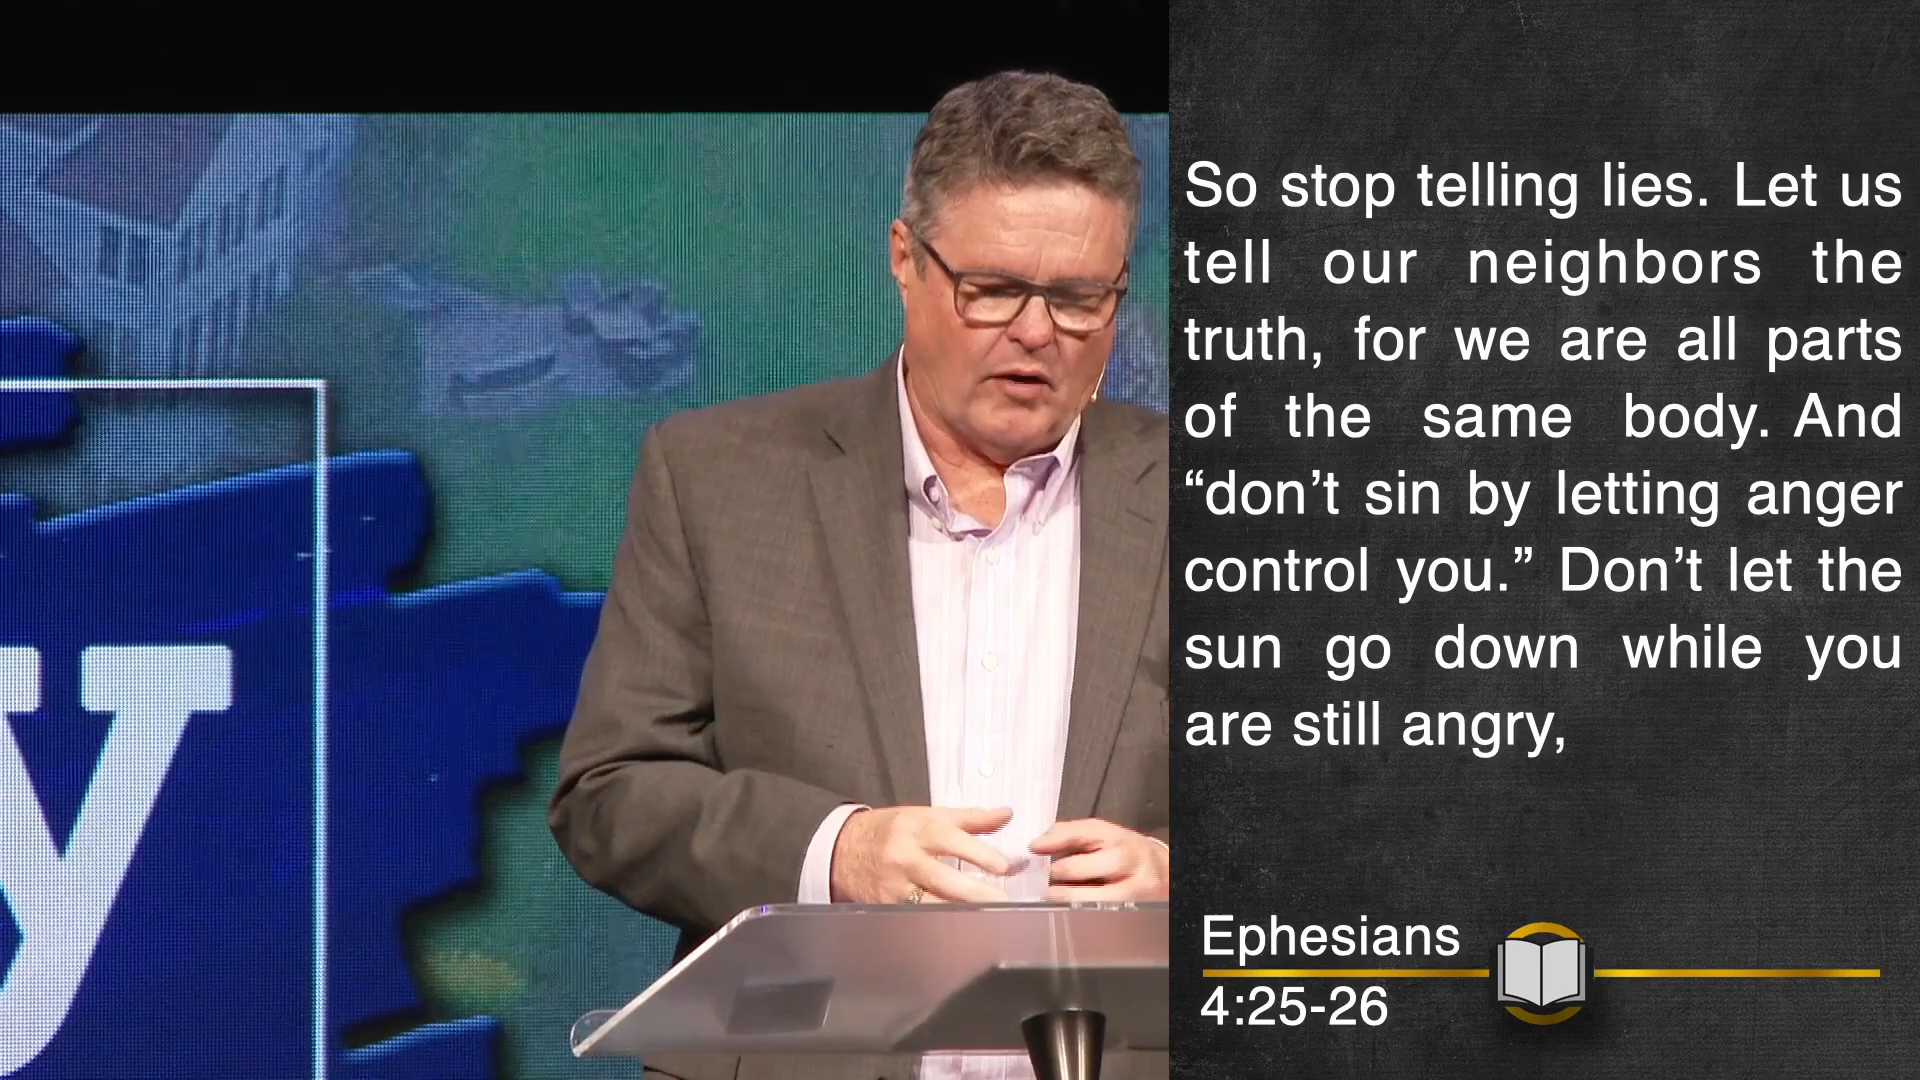 So stop telling lies. Let us
tell our neighbors the
truth, for we are all parts
of the same body. And
“don’t sin by letting anger
control you.” Don’t let the
sun go down while you
are still angry,
Ephesians
4:25-26
y